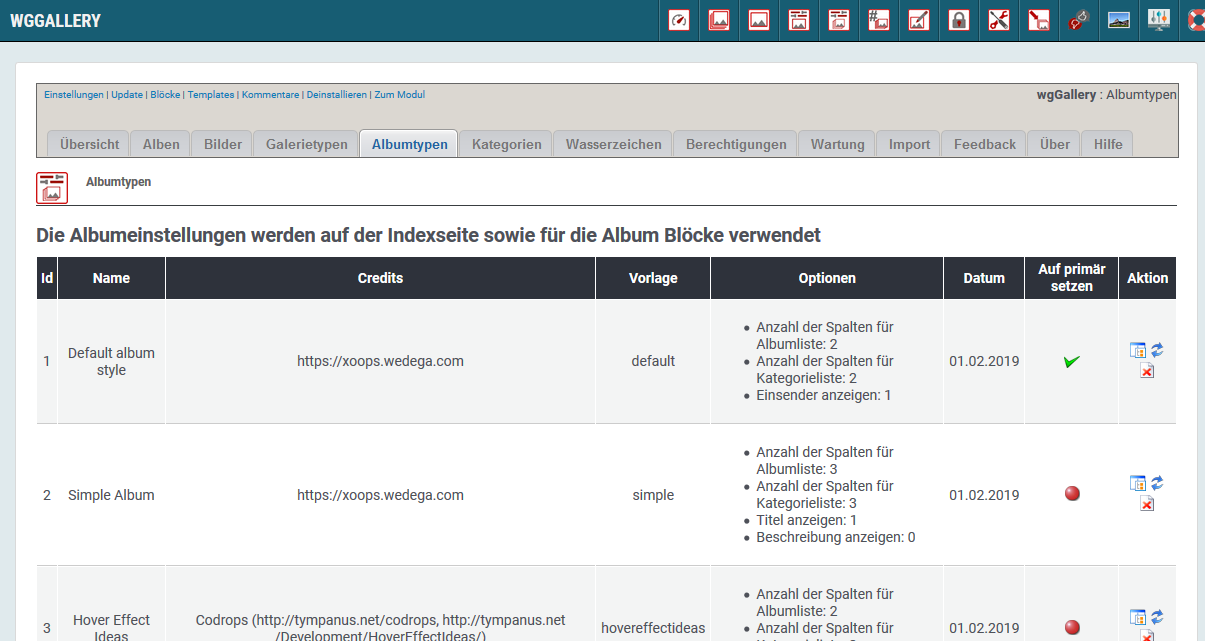 WGGALLERY
Einstellungen | Update | Blöcke | Templates | Kommentare | Deinstallieren | Zum Modul
wgGallery : Albumtypen
Übersicht Alben Bilder Galerietypen Albumtypen Kategorien Wasserzeichen Berechtigungen Wartung Import Feedback Über Hilfe
Albumtypen
Die Albumeinstellungen werden auf der Indexseite sowie für die Album Blöcke verwendet
Id Name Credits Vorlage Optionen Datum Auf primär setzen Aktion
1
Default album
style
https://xoops.wedega.com
default
• Anzahl der Spalten für
Albumliste: 2
• Anzahl der Spalten für
Kategorieliste: 2
• Einsender anzeigen: 1
01.02.2019
2
Simple Album
https://xoops.wedega.com
simple
• Anzahl der Spalten für
Albumliste: 3
• Anzahl der Spalten für
Kategorieliste: 3
• Titel anzeigen: 1
• Beschreibung anzeigen: 0
01.02.2019
3
Hover Effect
Ideas
Codrops (http://tympanus.net/codrops, http://tympanus.net
/Development/HoverEffectIdeas/)
hovereffectideas
• Anzahl der Spalten für
Albumliste: 2
• Anzahl der Spalten für
01.02.2019